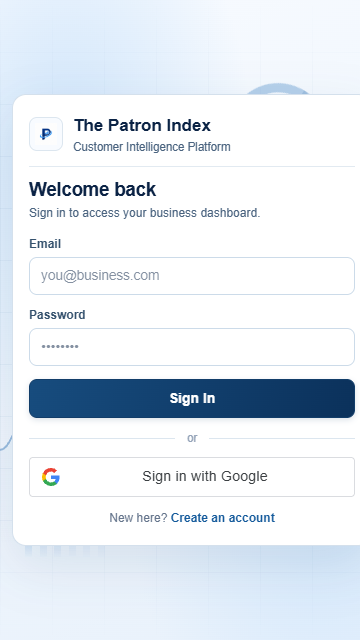 P
The Patron Index
Customer Intelligence Platform
Welcome back
Sign in to access your business dashboard.
Email
you@business.com
Password
••••••••
Sign In
or
Sign in with Google
New here? Create an account